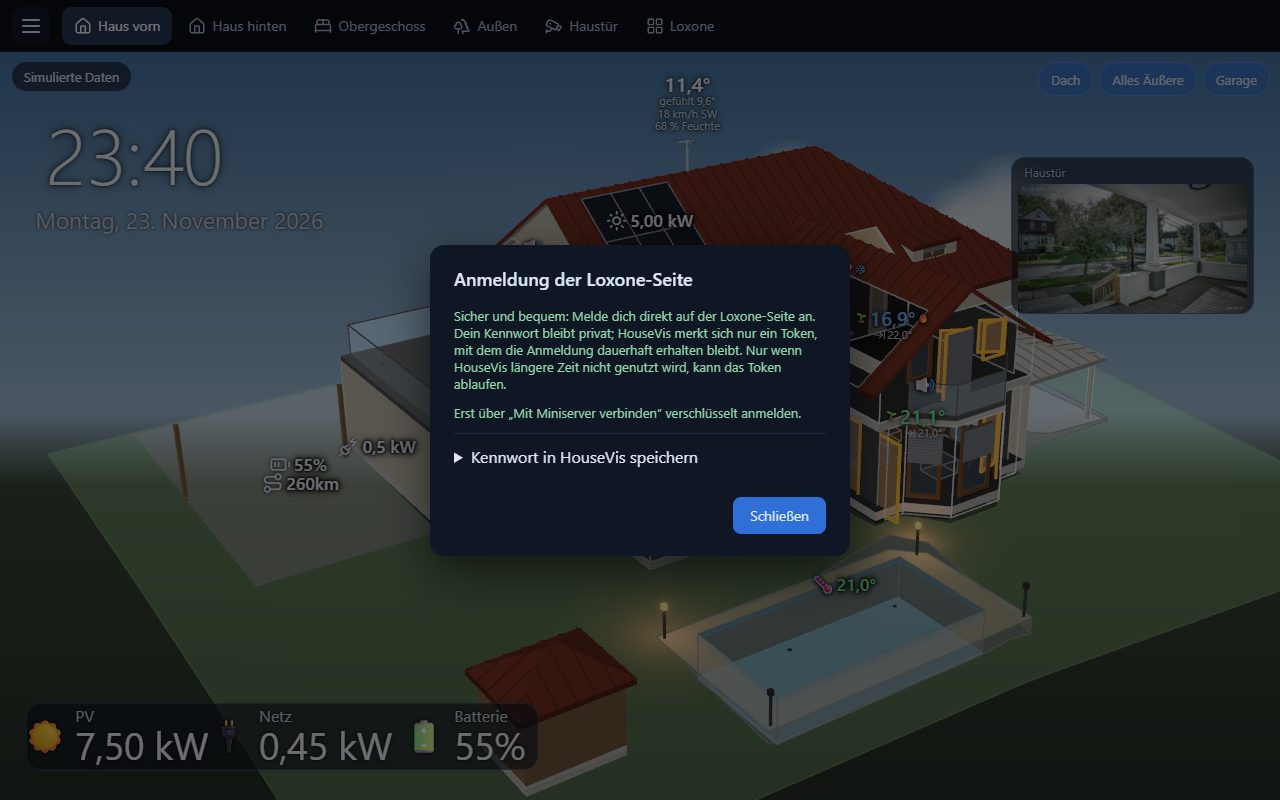 Haus vorn
Haus hinten
Obergeschoss
Außen
Haustür
Loxone
Simulierte Daten
Dach
Alles Äußere
Garage
11,4°
gefühlt 9,6°
18 km/h SW
68 % Feuchte
23:40
Montag, 23. November 2026
Haustür
5,00 kW
Anmeldung der Loxone-Seite
Sicher und bequem: Melde dich direkt auf der Loxone-Seite an.
Dein Kennwort bleibt privat; HouseVis merkt sich nur ein Token,
mit dem die Anmeldung dauerhaft erhalten bleibt. Nur wenn
HouseVis längere Zeit nicht genutzt wird, kann das Token
ablaufen.
Erst über „Mit Miniserver verbinden“ verschlüsselt anmelden.
Kennwort in HouseVis speichern
Schließen
16,9°
22,0°
21,1°
21,0°
0,5 kW
55%
260km
21,0°
PV
7,50 kW
Netz
0,45 kW
Batterie
55%